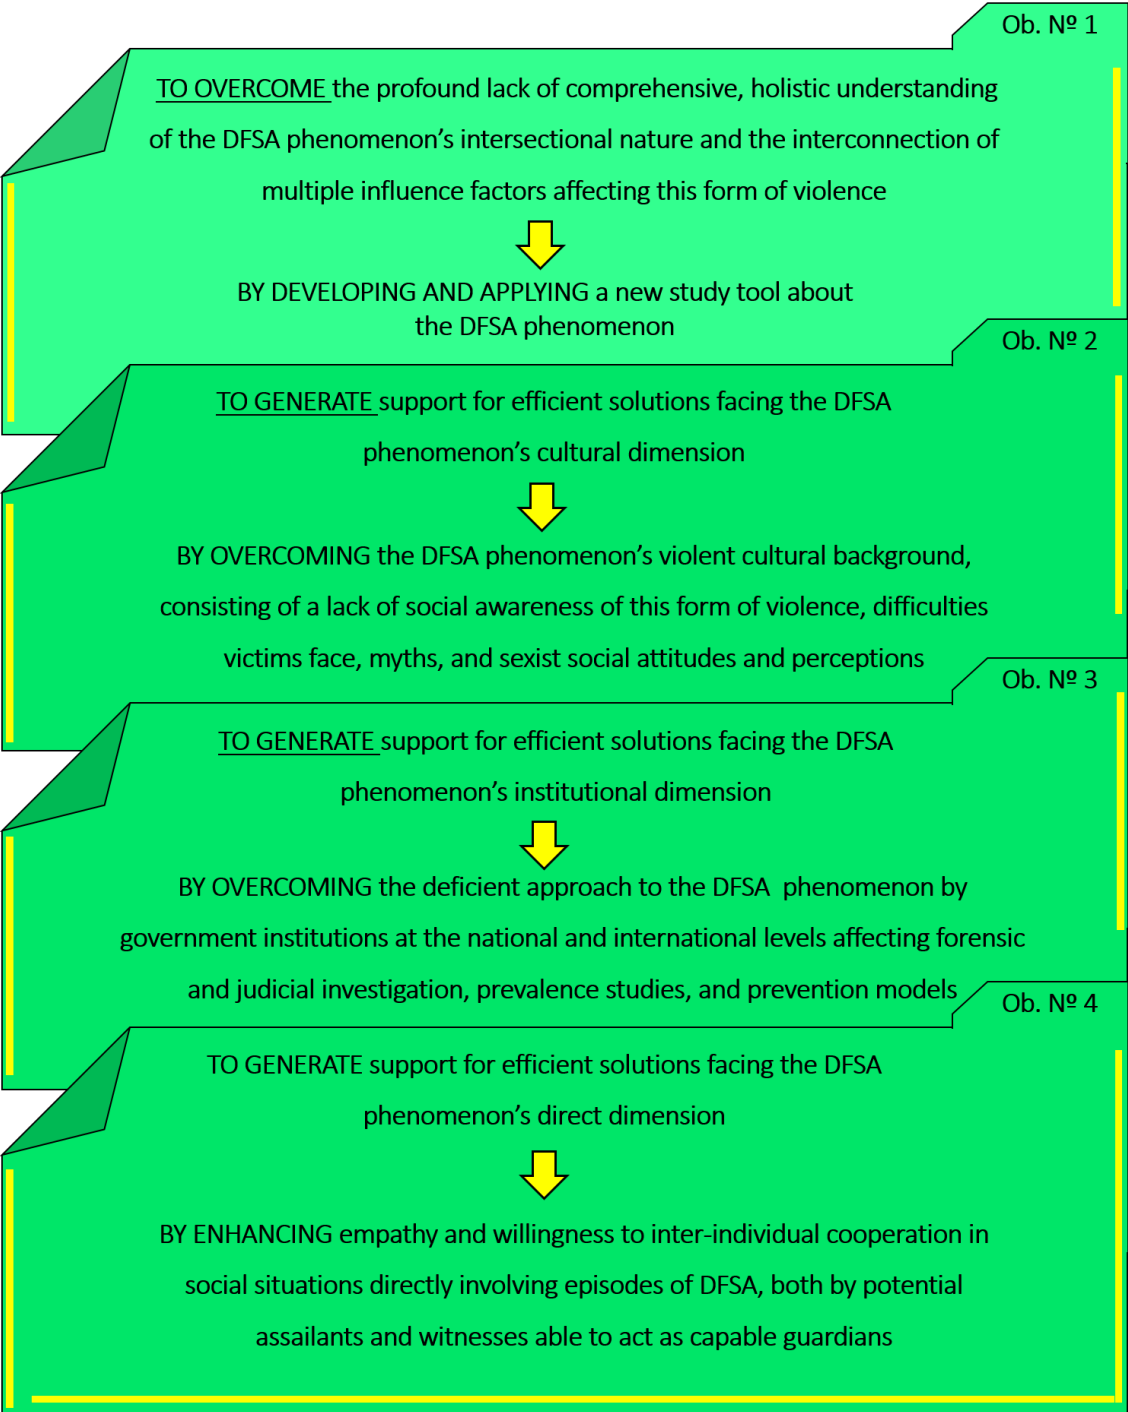 Ob. Nº 1
TO OVERCOME the profound lack of comprehensive, holistic understanding
of the DFSA phenomenon’s intersectional nature and the interconnection of
multiple influence factors affecting this form of violence
BY DEVELOPING AND APPLYING a new study tool about
the DFSA phenomenon
Ob. Nº 2
TO GENERATE support for efficient solutions facing the DFSA
phenomenon’s cultural dimension
BY OVERCOMING the DFSA phenomenon’s violent cultural background,
consisting of a lack of social awareness of this form of violence, difficulties
victims face, myths, and sexist social attitudes and perceptions
Ob. Nº 3
TO GENERATE support for efficient solutions facing the DFSA
phenomenon’s institutional dimension
BY OVERCOMING the deficient approach to the DFSA phenomenon by
government institutions at the national and international levels affecting forensic
and judicial investigation, prevalence studies, and prevention models
Ob. Nº 4
TO GENERATE support for efficient solutions facing the DFSA
phenomenon’s direct dimension
BY ENHANCING empathy and willingness to inter-individual cooperation in
social situations directly involving episodes of DFSA, both by potential
assailants and witnesses able to act as capable guardians